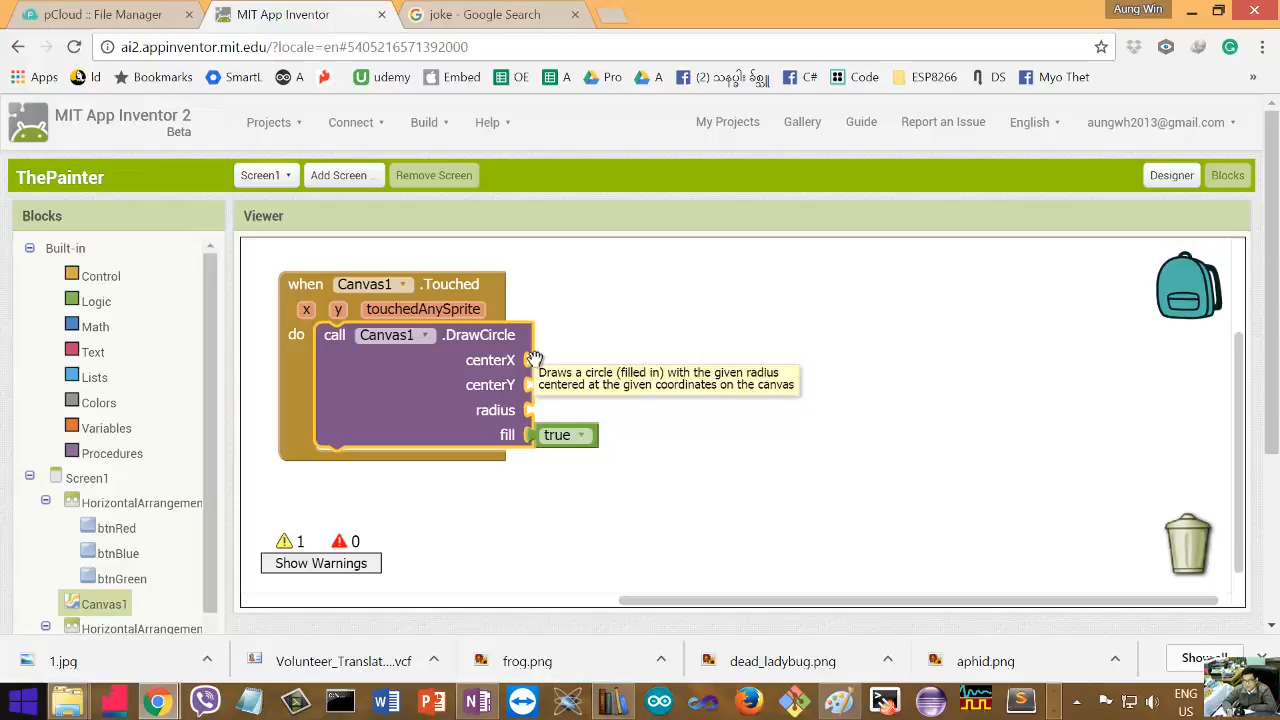 pCloud :: File Manager
MIT App Inventor
joke - Google Search
Aung Win
ai2.appinventor.mit.edu/?locale=en#5405216571392000
Apps
Id
Bookmarks
SmartL
A
udemy
Embed
OE
A
Pro
A
C#
Code
ESP8266
DS
Myo Thet
MIT App Inventor 2
Beta
Projects
Connect
Build
Help
My Projects
Gallery
Guide
Report an Issue
English
aungwh2013@gmail.com
ThePainter
Screen1
Add Screen ...
Remove Screen
Designer
Blocks
Blocks
Viewer
Built-in
Control
Logic
Math
Text
Lists
Colors
Variables
Procedures
Screen1
HorizontalArrangemen
btnRed
btnBlue
btnGreen
Canvas1
HorizontalArrangemen
when Canvas1 .Touched
x y touchedAnySprite
do call Canvas1 .DrawCircle
centerX
centerY
radius
fill true
Draws a circle (filled in) with the given radius
centered at the given coordinates on the canvas
1 0
Show Warnings
1.jpg
Volunteer_Translat....vcf
frog.png
dead_ladybug.png
aphid.png
ENG
US